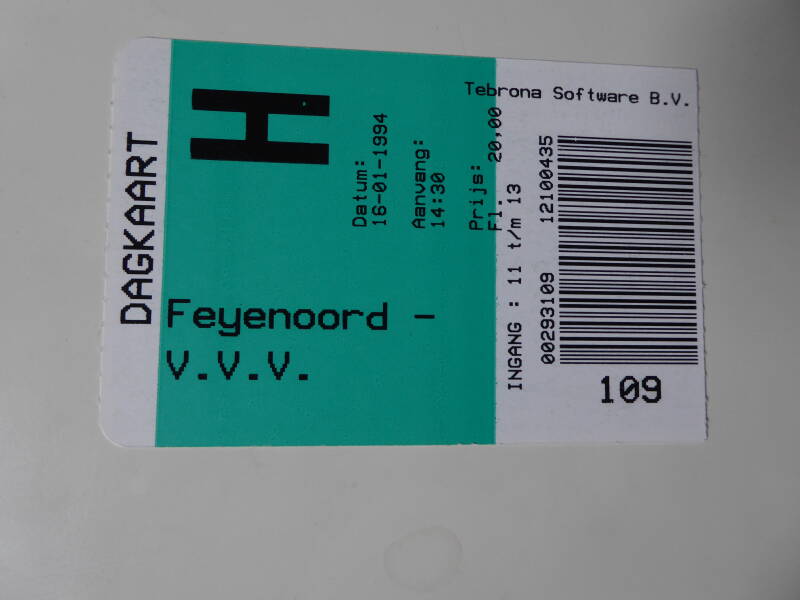 DAGKAART
H
Feyenoord -
V.V.V.
Datum:
16-01-1994
Aanvang:
14:30
Prijs:
Fl. 20,00
INGANG : 11 t/m 13
Tebrona Software B.V.
00293109 12100435
109